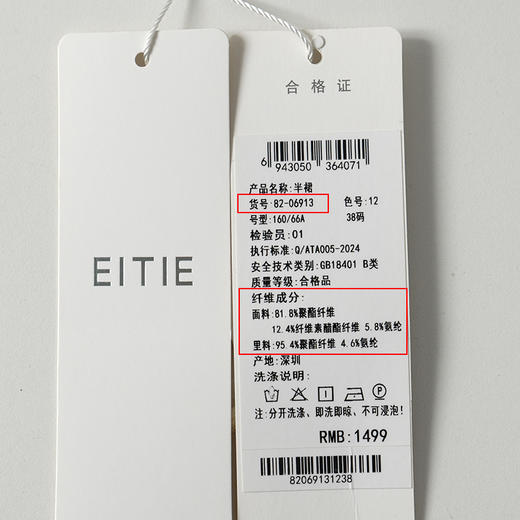 EITIE
合格证
6 943050 364071
产品名称:半裙
货号:82-06913 色号:12
号型:160/66A 38码
检验员:01
执行标准:Q/ATA005-2024
安全技术类别:GB18401 B类
质量等级:合格品
纤维成分:
面料:81.8%聚酯纤维
12.4%纤维素醋酯纤维 5.8%氨纶
里料:95.4%聚酯纤维 4.6%氨纶
产地:深圳
洗涤说明:
P
注:分开洗涤、即洗即晾、不可浸泡!
RMB:1499
82069131238